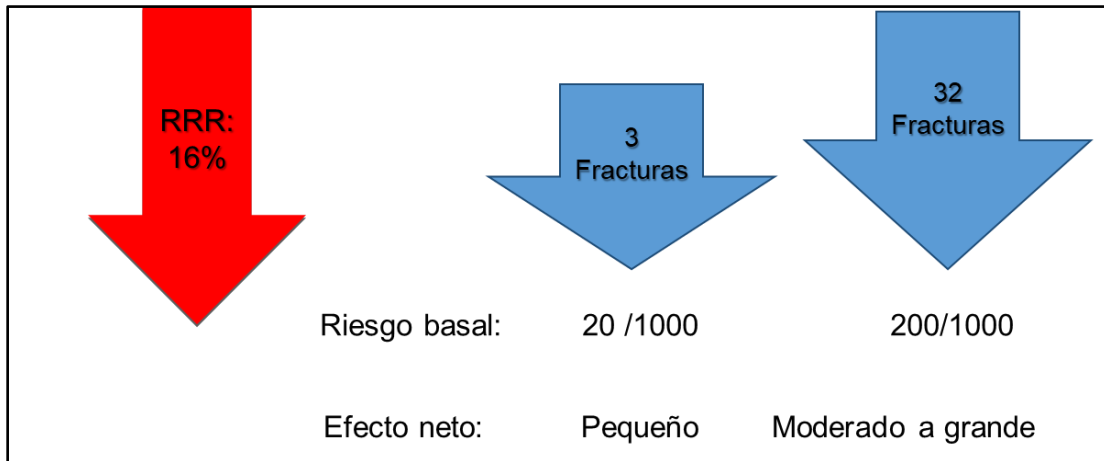 RRR:
16%
3
Fracturas
32
Fracturas
Riesgo basal: 20 /1000 200/1000
Efecto neto: Pequeño Moderado a grande